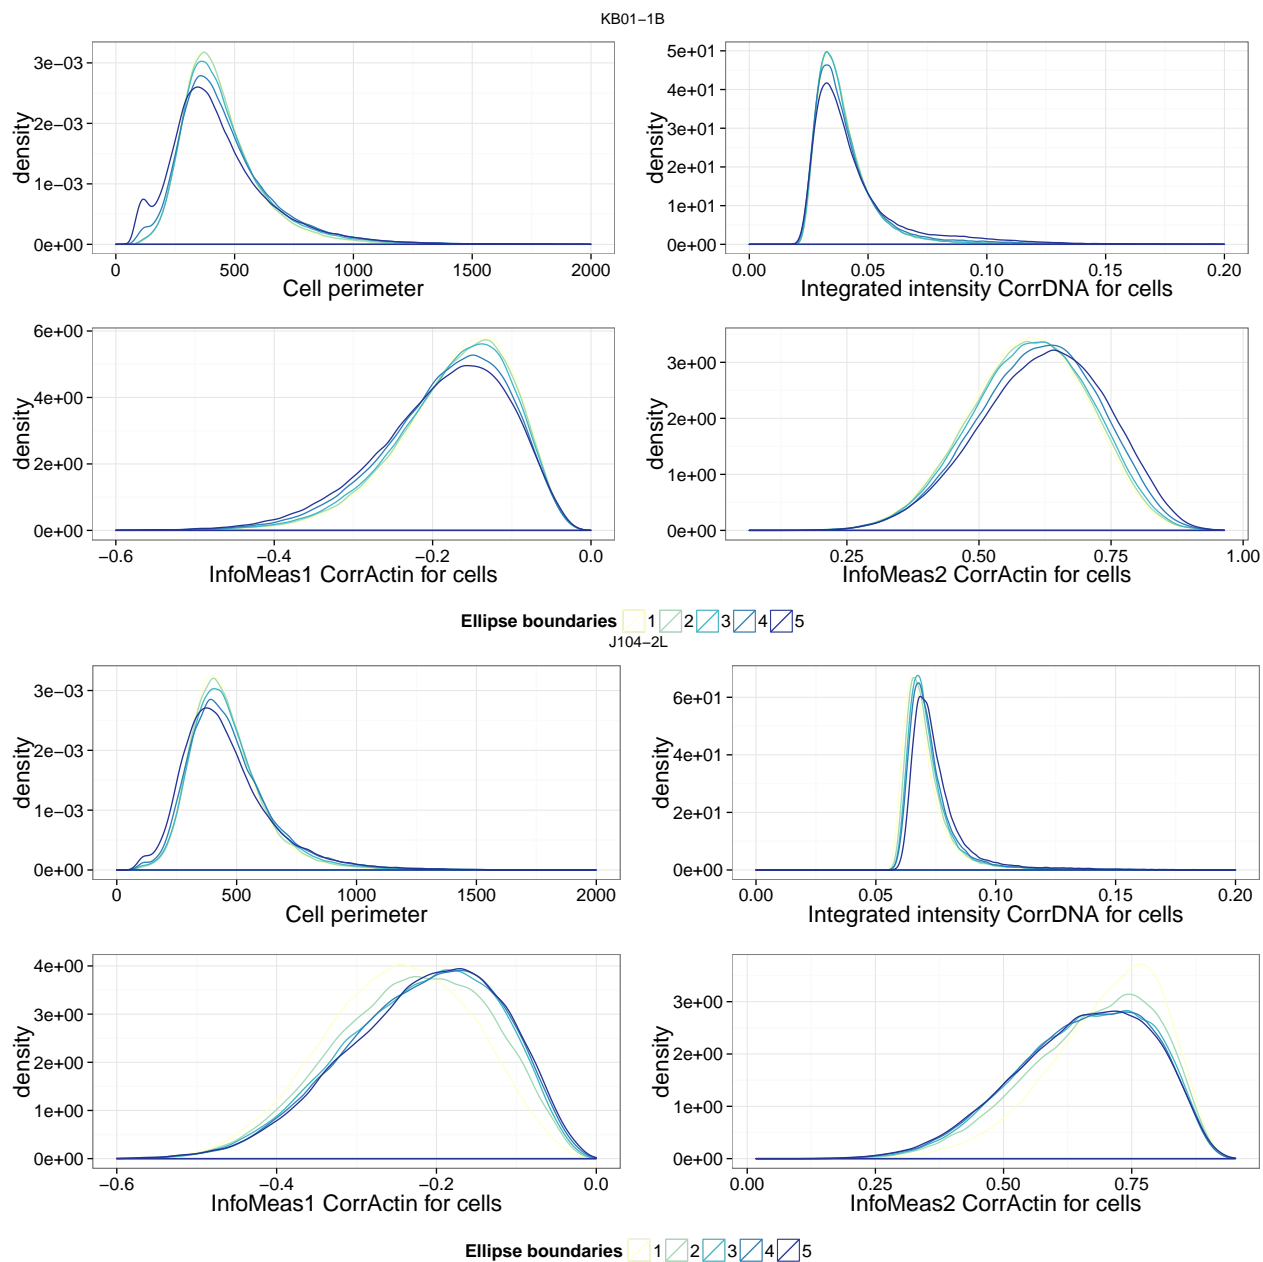 KB01−1B
3e−03
2e−03
1e−03
0e+00
density
0 500 1000 1500 2000
Cell perimeter
5e+01
4e+01
3e+01
2e+01
1e+01
0e+00
density
0.00 0.05 0.10 0.15 0.20
Integrated intensity CorrDNA for cells
6e+00
4e+00
2e+00
0e+00
density
−0.6 −0.4 −0.2 0.0
InfoMeas1 CorrActin for cells
3e+00
2e+00
1e+00
0e+00
density
0.25 0.50 0.75 1.00
InfoMeas2 CorrActin for cells
Ellipse boundaries 1 2 3 4 5
J104−2L
3e−03
2e−03
1e−03
0e+00
density
0 500 1000 1500 2000
Cell perimeter
6e+01
4e+01
2e+01
0e+00
density
0.00 0.05 0.10 0.15 0.20
Integrated intensity CorrDNA for cells
4e+00
3e+00
2e+00
1e+00
0e+00
density
−0.6 −0.4 −0.2 0.0
InfoMeas1 CorrActin for cells
3e+00
2e+00
1e+00
0e+00
density
0.00 0.25 0.50 0.75
InfoMeas2 CorrActin for cells
Ellipse boundaries 1 2 3 4 5